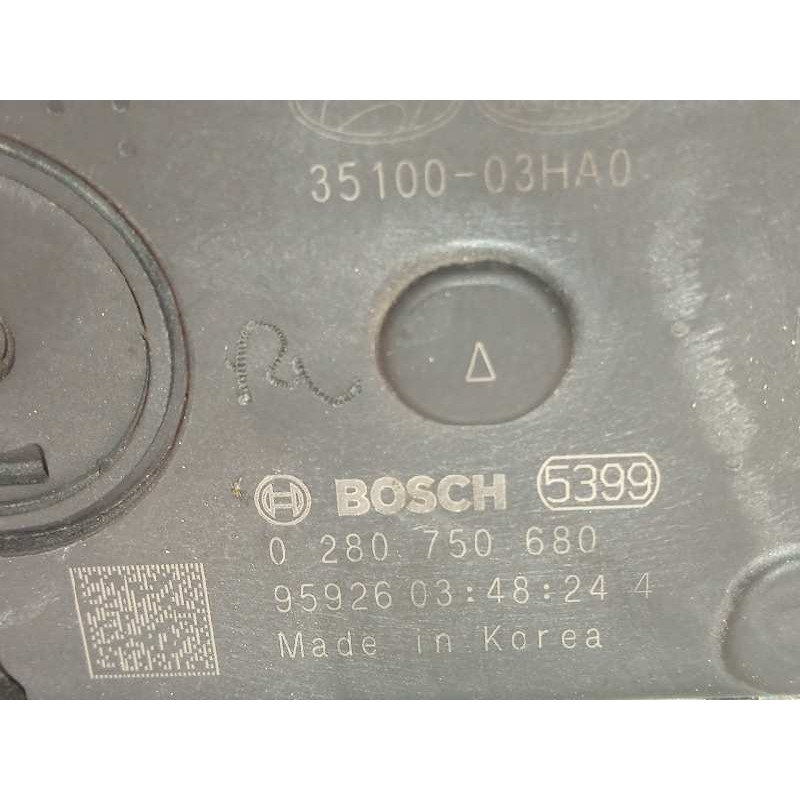 35100-03HA0
Δ
BOSCH 5399
0 280 750 680
95926 03:48:24 4
Made in Korea